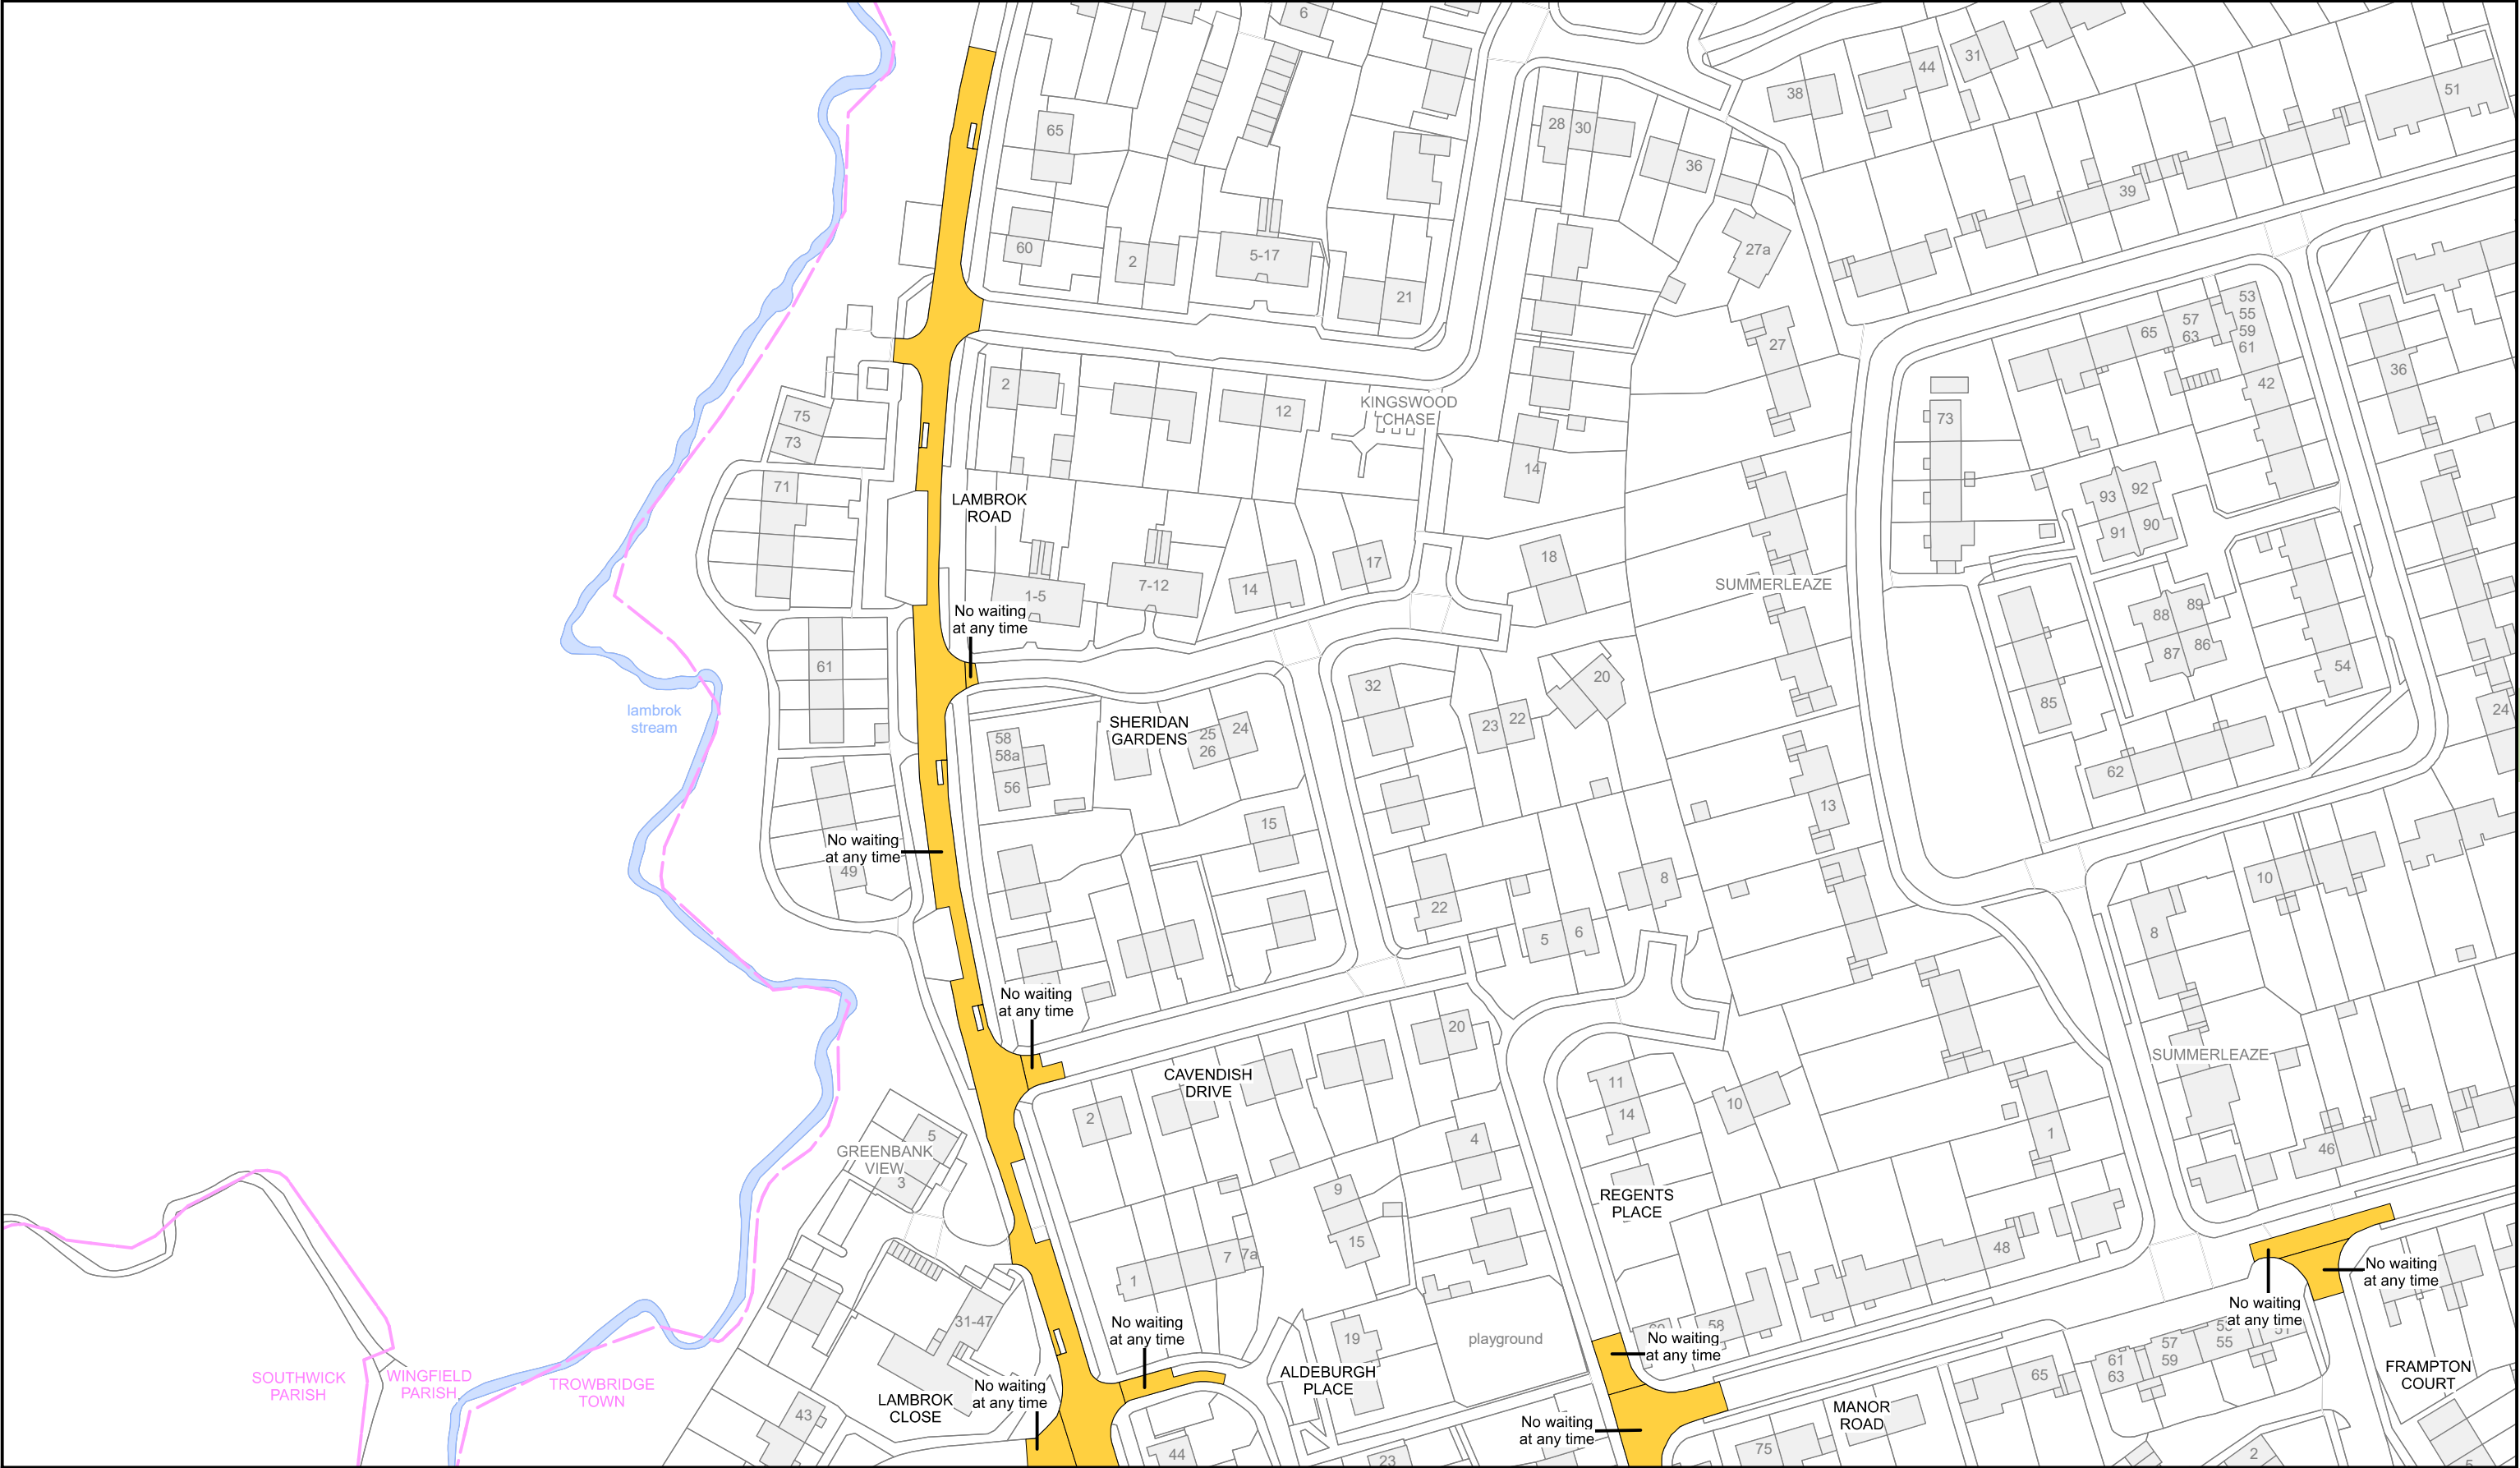 6
44
31
38
51
65
28
30
36
39
60
2
5-17
27a
21
53
55
59
61
57
63
65
27
36
42
2
12
KINGSWOOD
CHASE
75
73
73
14
71
93
92
91
90
LAMBROK
ROAD
17
18
7-12
14
1-5
SUMMERLEAZE
No waiting
at any time
88
89
87
86
61
54
32
20
85
24
lambrok
stream
SHERIDAN
GARDENS
25
26
24
23
22
58
58a
56
62
13
15
No waiting
at any time
49
8
10
22
5
6
8
No waiting
at any time
20
SUMMERLEAZE
CAVENDISH
DRIVE
11
14
10
2
5
GREENBANK
VIEW
3
4
1
46
9
15
REGENTS
PLACE
1
7
7a
48
No waiting
at any time
No waiting
at any time
31-47
No waiting
at any time
19
playground
58
No waiting
at any time
57
59
55
61
63
65
SOUTHWICK
PARISH
WINGFIELD
PARISH
TROWBRIDGE
TOWN
ALDEBURGH
PLACE
FRAMPTON
COURT
LAMBROK
CLOSE
No waiting
at any time
43
MANOR
ROAD
No waiting
at any time
44
23
75
2